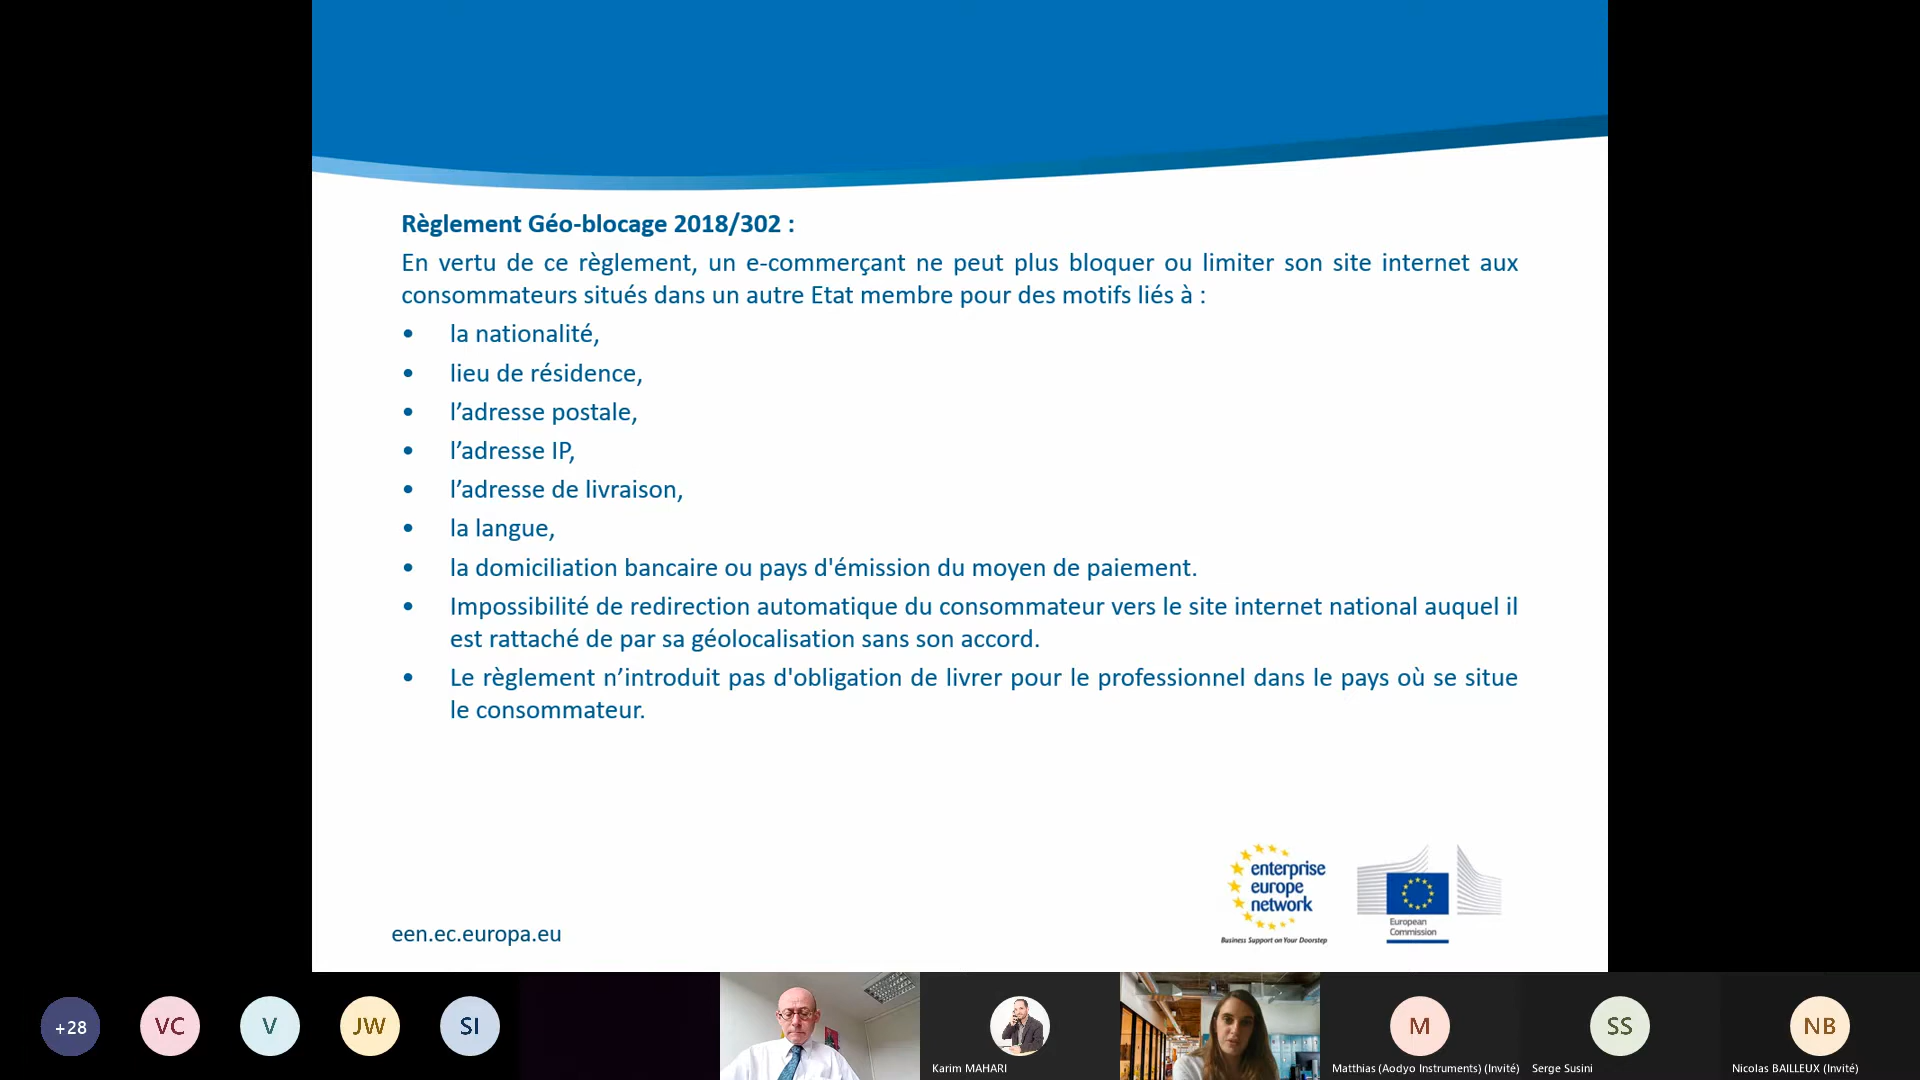 Règlement Géo-blocage 2018/302 :
En vertu de ce règlement, un e-commerçant ne peut plus bloquer ou limiter son site internet aux
consommateurs situés dans un autre Etat membre pour des motifs liés à :
• la nationalité,
• lieu de résidence,
• l’adresse postale,
• l’adresse IP,
• l’adresse de livraison,
• la langue,
• la domiciliation bancaire ou pays d'émission du moyen de paiement.
• Impossibilité de redirection automatique du consommateur vers le site internet national auquel il
est rattaché de par sa géolocalisation sans son accord.
• Le règlement n’introduit pas d'obligation de livrer pour le professionnel dans le pays où se situe
le consommateur.
enterprise
europe
network
Business Support on Your Doorstep
European
Commission
een.ec.europa.eu
+28
VC
V
JW
SI
Karim MAHARI
M
Matthias (Aodyo Instruments) (Invité)
SS
Serge Susini
NB
Nicolas BAILLEUX (Invité)